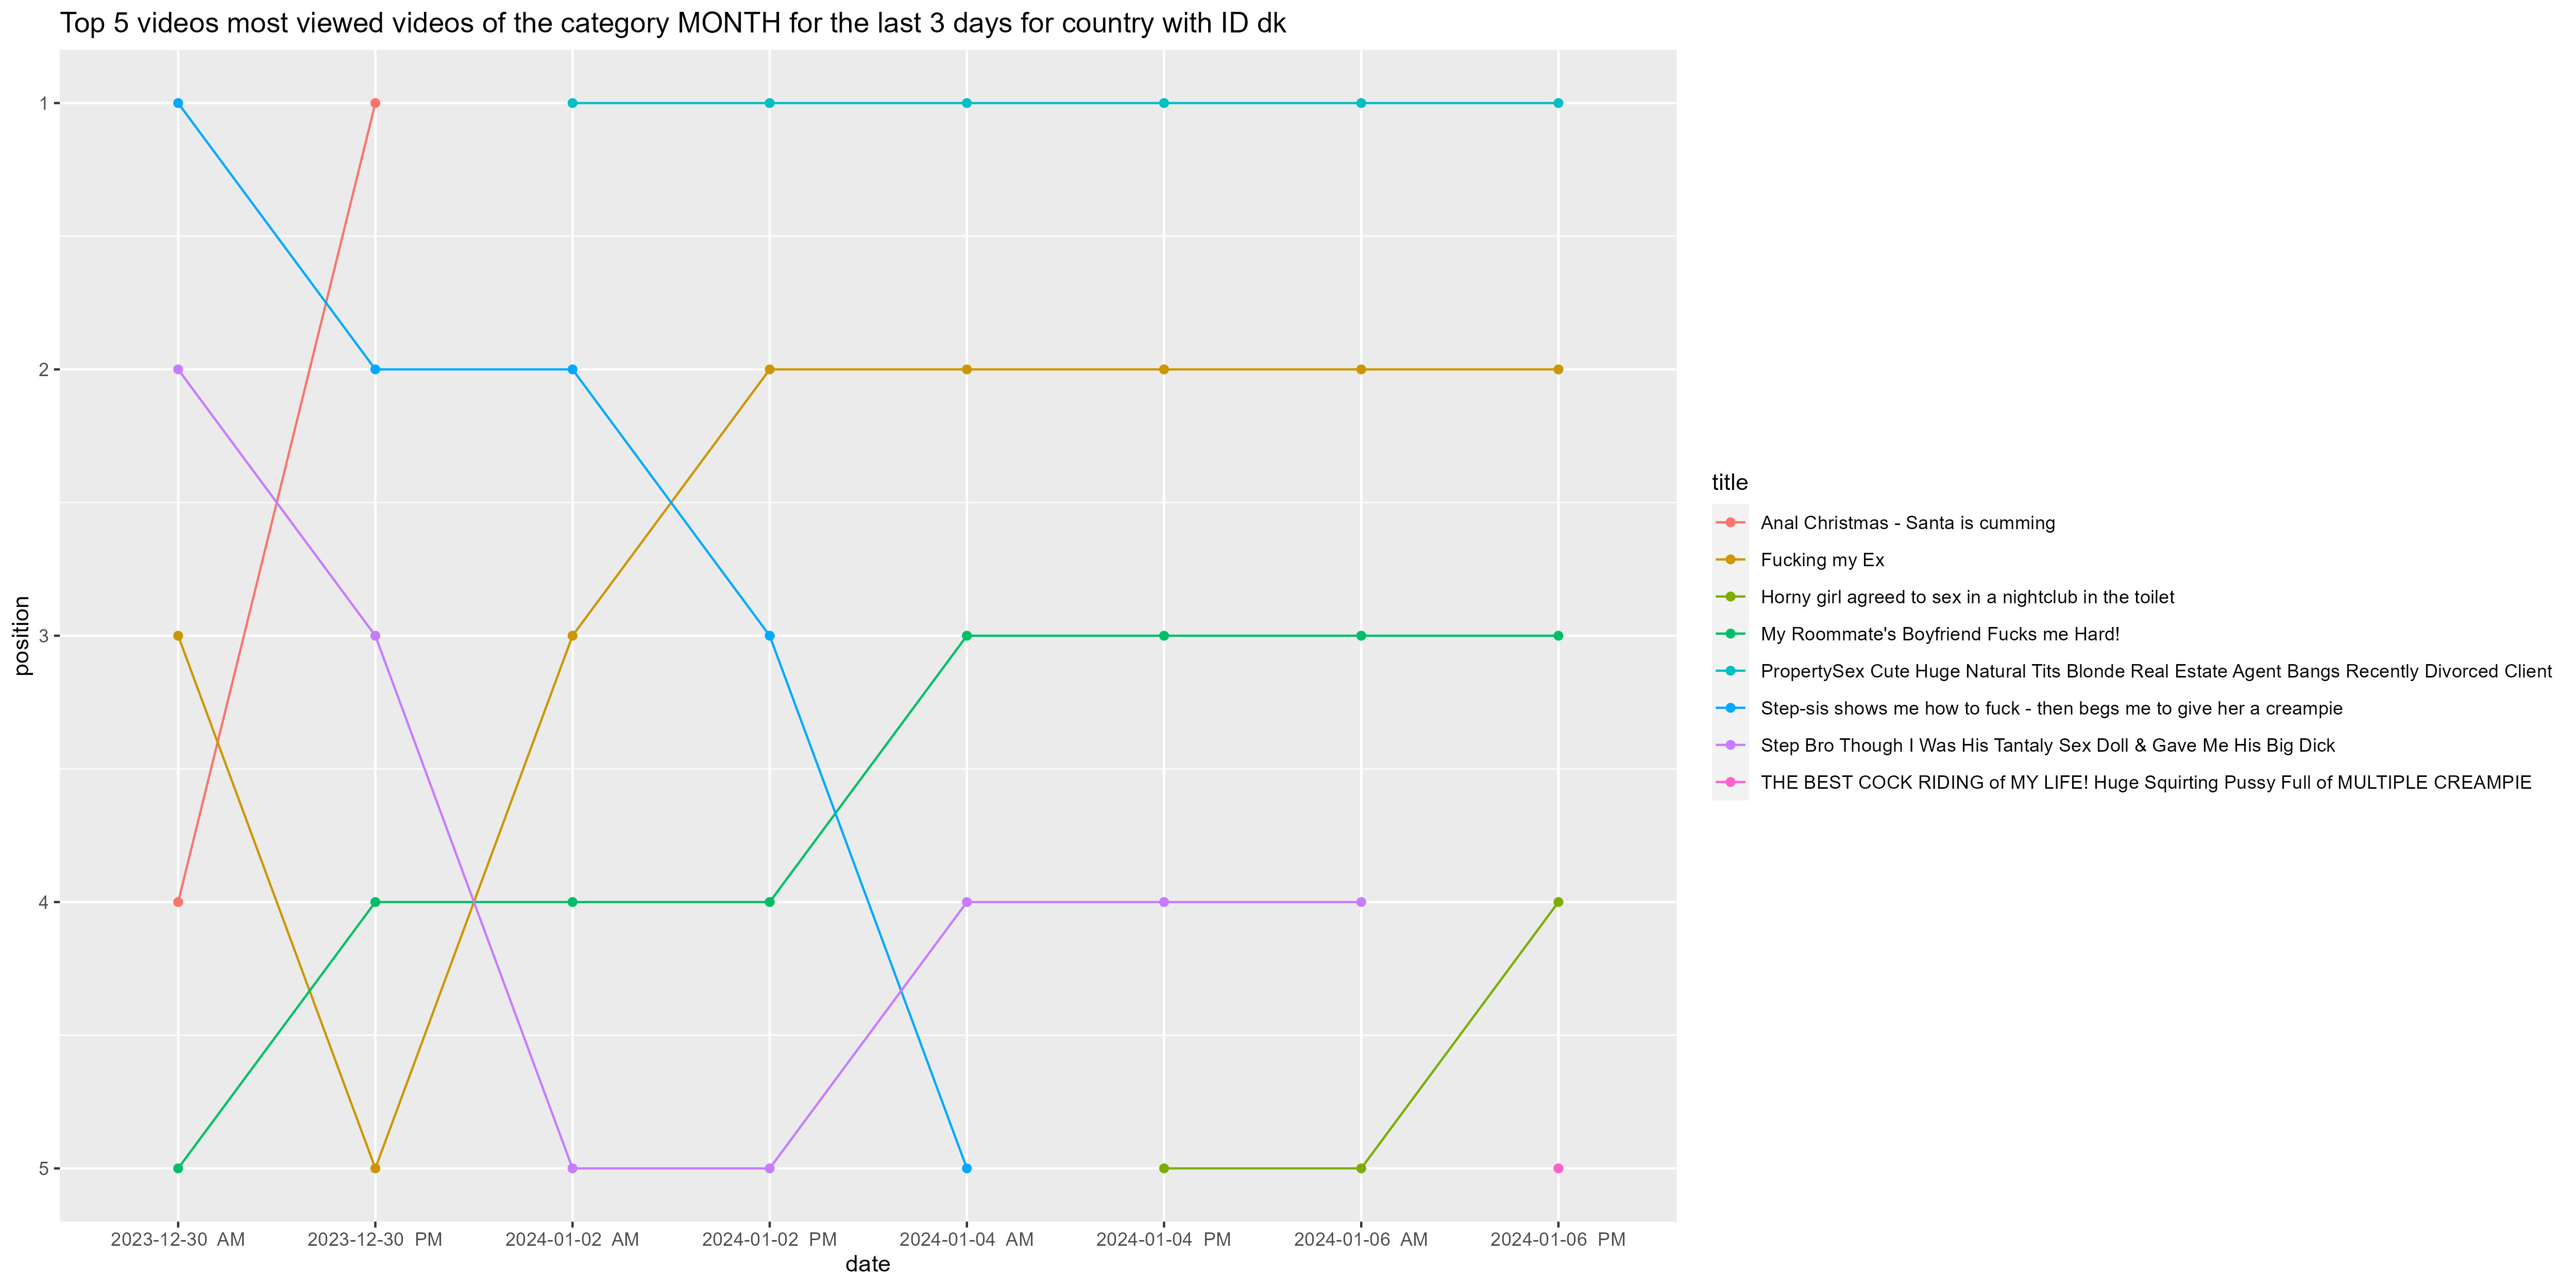 Top 5 videos most viewed videos of the category MONTH for the last 3 days for country with ID dk
position
1
2
3
4
5
2023-12-30 AM
2023-12-30 PM
2024-01-02 AM
2024-01-02 PM
2024-01-04 AM
2024-01-04 PM
2024-01-06 AM
2024-01-06 PM
date
title
Anal Christmas - Santa is cumming
Fucking my Ex
Horny girl agreed to sex in a nightclub in the toilet
My Roommate's Boyfriend Fucks me Hard!
PropertySex Cute Huge Natural Tits Blonde Real Estate Agent Bangs Recently Divorced Client
Step-sis shows me how to fuck - then begs me to give her a creampie
Step Bro Though I Was His Tantaly Sex Doll & Gave Me His Big Dick
THE BEST COCK RIDING of MY LIFE! Huge Squirting Pussy Full of MULTIPLE CREAMPIE